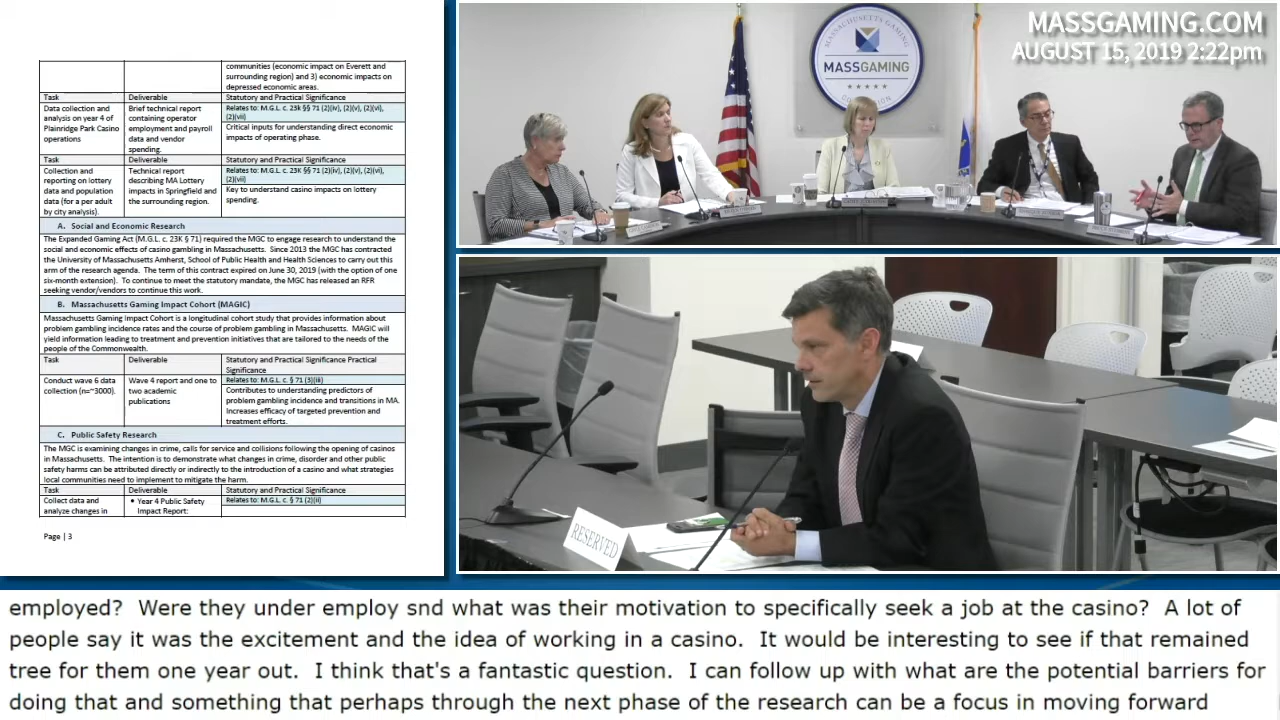 communities (economic impact on Everett and
surrounding region) and 3) economic impacts on
depressed economic areas.
Task Deliverable Statutory and Practical Significance
Data collection and analysis on year 4 of Plainridge Park Casino operations
Brief technical report containing operator employment and payroll data and vendor spending.
Relates to: M.G.L. c. 23k §§ 71 (2)(iv), (2)(v), (2)(vi),
(2)(vii)
Critical inputs for understanding direct economic
impacts of operating phase.
Task Deliverable Statutory and Practical Significance
Collection and reporting on lottery data and population data (for a per adult by city analysis).
Technical report describing MA Lottery impacts in Springfield and the surrounding region.
Relates to: M.G.L. c. 23K §§ 71 (2)(iv), (2)(v), (2)(vi),
(2)(vii)
Key to understand casino impacts on lottery
spending.
A. Social and Economic Research
The Expanded Gaming Act (M.G.L. c. 23K § 71) required the MGC to engage research to understand the
social and economic effects of casino gambling in Massachusetts. Since 2013 the MGC has contracted
the University of Massachusetts Amherst, School of Public Health and Health Sciences to carry out this
arm of the research agenda. The term of this contract expired on June 30, 2019 (with the option of one
six-month extension). To continue to meet the statutory mandate, the MGC has released an RFR
seeking vendor/vendors to continue this work.
B. Massachusetts Gaming Impact Cohort (MAGIC)
Massachusetts Gaming Impact Cohort is a longitudinal cohort study that provides information about
problem gambling incidence rates and the course of problem gambling in Massachusetts. MAGIC will
yield information leading to treatment and prevention initiatives that are tailored to the needs of the
people of the Commonwealth.
Task Deliverable Statutory and Practical Significance Practical
Significance
Conduct wave 6 data collection (n=~3000).
Wave 4 report and one to two academic publications
Relates to: M.G.L. c. § 71 (3)(iii)
Contributes to understanding predictors of
problem gambling incidence and transitions in MA.
Increases efficacy of targeted prevention and
treatment efforts.
C. Public Safety Research
The MGC is examining changes in crime, calls for service and collisions following the opening of casinos
in Massachusetts. The intention is to demonstrate what changes in crime, disorder and other public
safety harms can be attributed directly or indirectly to the introduction of a casino and what strategies
local communities need to implement to mitigate the harm.
Task Deliverable Statutory and Practical Significance
Collect data and analyze changes in
• Year 4 Public Safety Impact Report:
Relates to: M.G.L. c. § 71 (2)(ii)
Page | 3
MASSACHUSETTS GAMING
MASSGAMING
★★★★★
MASSGAMING.COM
AUGUST 15, 2019 2:22pm
RESERVED
employed? Were they under employ snd what was their motivation to specifically seek a job at the casino? A lot of
people say it was the excitement and the idea of working in a casino. It would be interesting to see if that remained
tree for them one year out. I think that's a fantastic question. I can follow up with what are the potential barriers for
doing that and something that perhaps through the next phase of the research can be a focus in moving forward